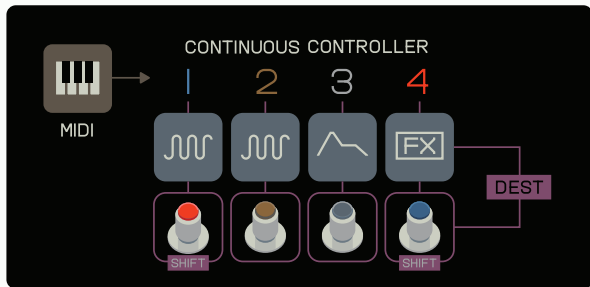 CONTINUOUS CONTROLLER
1 2 3 4
MIDI
FX
DEST
SHIFT SHIFT